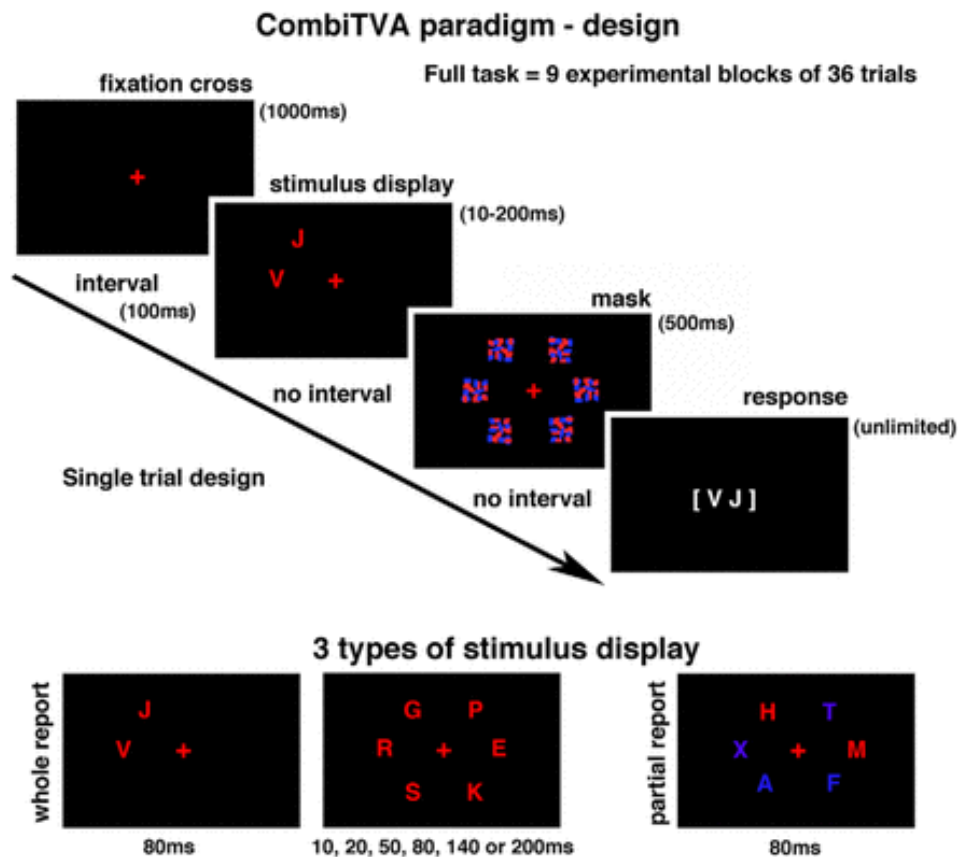 CombiTVA paradigm - design
Full task = 9 experimental blocks of 36 trials
fixation cross
(1000ms)
stimulus display
(10-200ms)
J
V
interval
(100ms)
mask
(500ms)
no interval
response
(unlimited)
[ V J ]
Single trial design
no interval
3 types of stimulus display
whole report
J
V
80ms
G P
R E
S K
10, 20, 50, 80, 140 or 200ms
partial report
H T
X M
A F
80ms